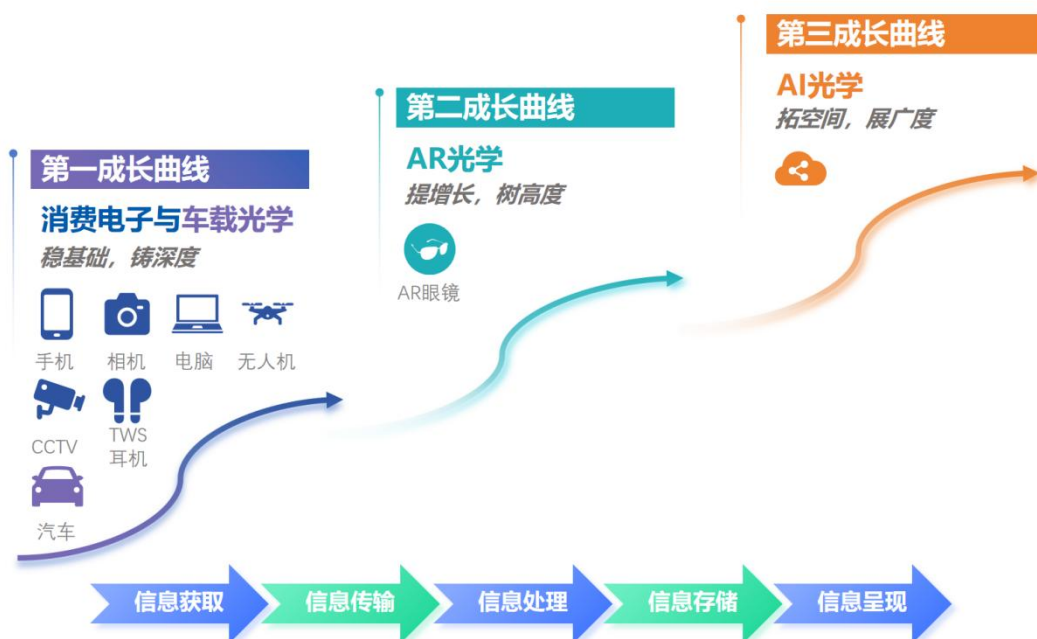 第一成长曲线
消费电子与车载光学
稳基础，铸深度
手机
相机
电脑
无人机
CCTV
TWS
耳机
汽车
第二成长曲线
AR光学
提增长，树高度
AR眼镜
第三成长曲线
AI光学
拓空间，展广度
信息获取
信息传输
信息处理
信息存储
信息呈现